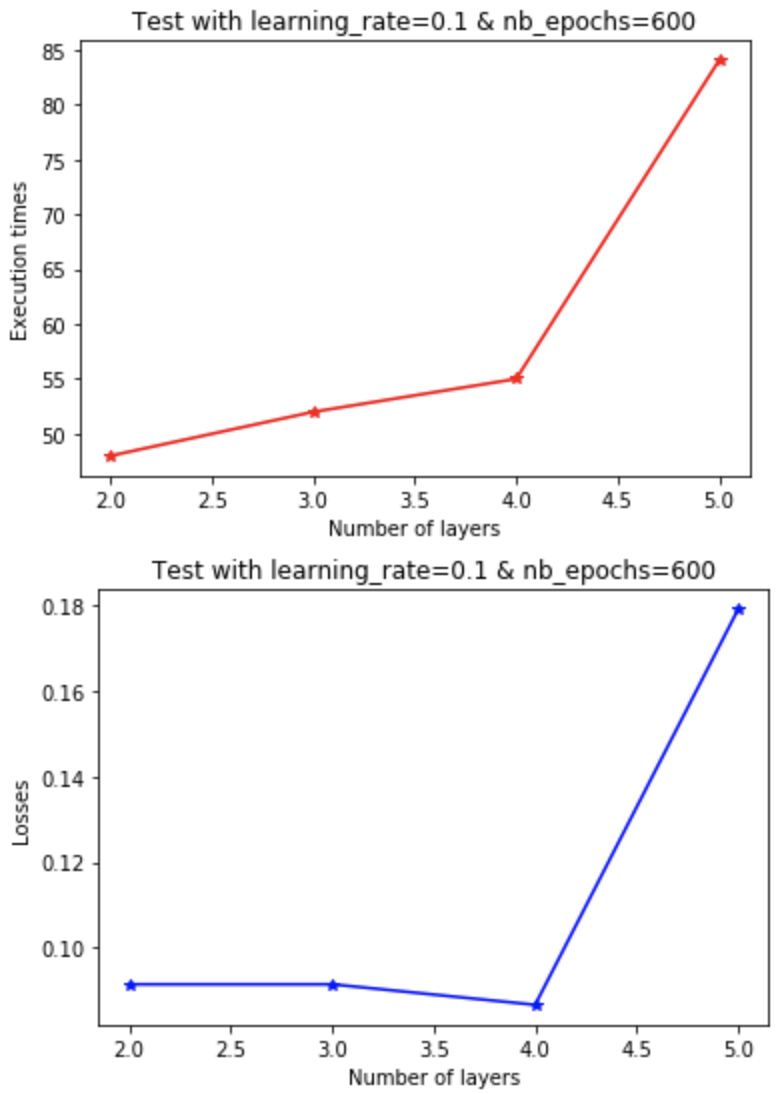 Test with learning_rate=0.1 & nb_epochs=600
85
80
75
70
65
60
55
50
Execution times
2.0 2.5 3.0 3.5 4.0 4.5 5.0
Number of layers
Test with learning_rate=0.1 & nb_epochs=600
0.18
0.16
0.14
0.12
0.10
Losses
2.0 2.5 3.0 3.5 4.0 4.5 5.0
Number of layers